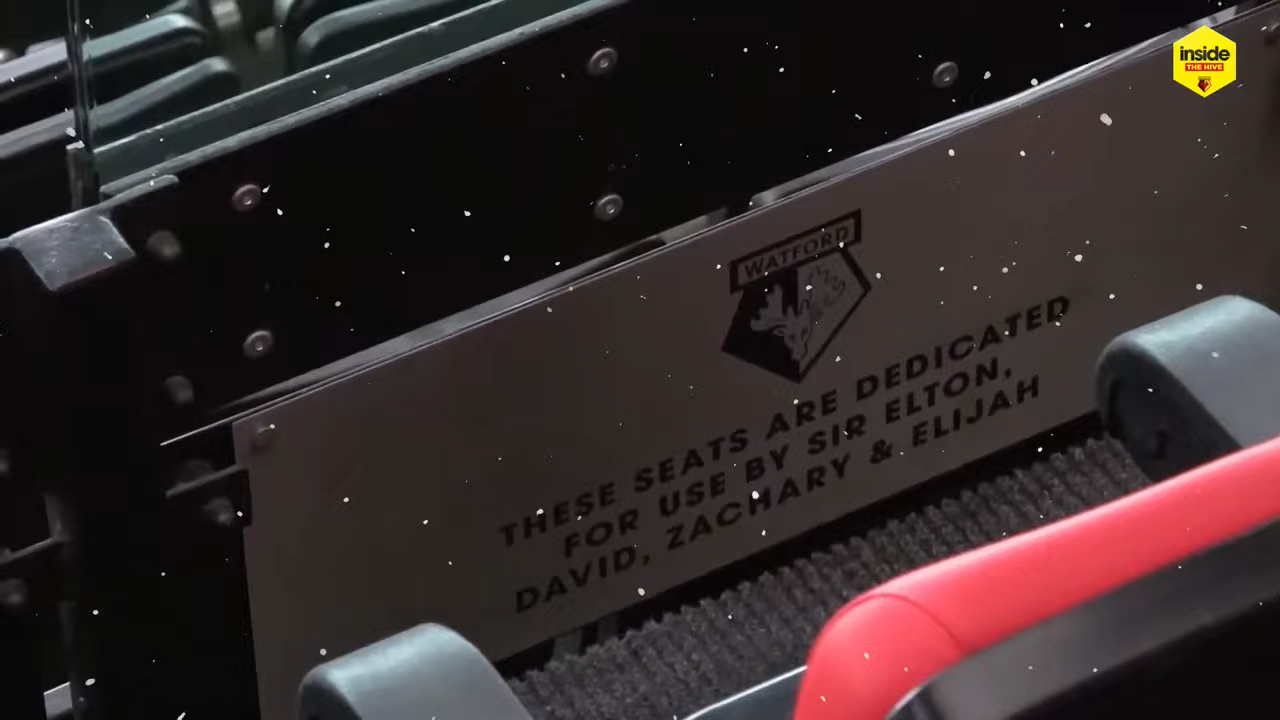 inside
THE HIVE
WATFORD
THESE SEATS ARE DEDICATED
FOR USE BY SIR ELTON,
DAVID, ZACHARY & ELIJAH